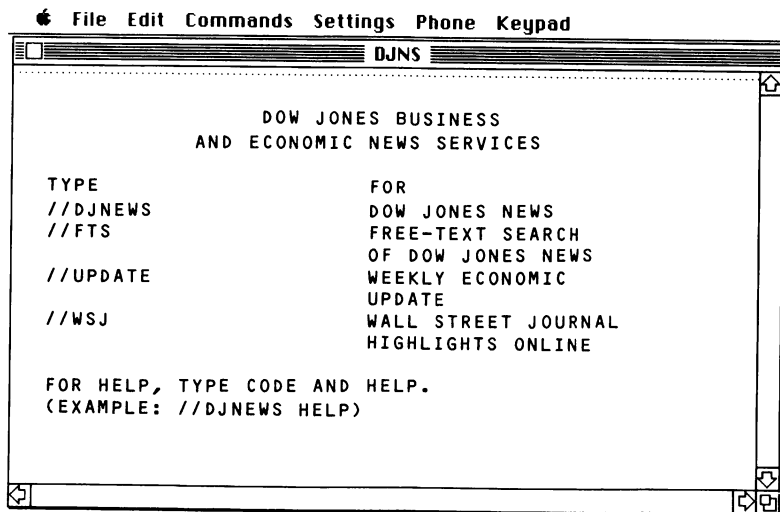 File Edit Commands Settings Phone Keypad
DJNS
DOW JONES BUSINESS
AND ECONOMIC NEWS SERVICES
TYPE FOR
//DJNEWS DOW JONES NEWS
//FTS FREE-TEXT SEARCH
OF DOW JONES NEWS
//UPDATE WEEKLY ECONOMIC
UPDATE
//WSJ WALL STREET JOURNAL
HIGHLIGHTS ONLINE
FOR HELP, TYPE CODE AND HELP.
(EXAMPLE: //DJNEWS HELP)